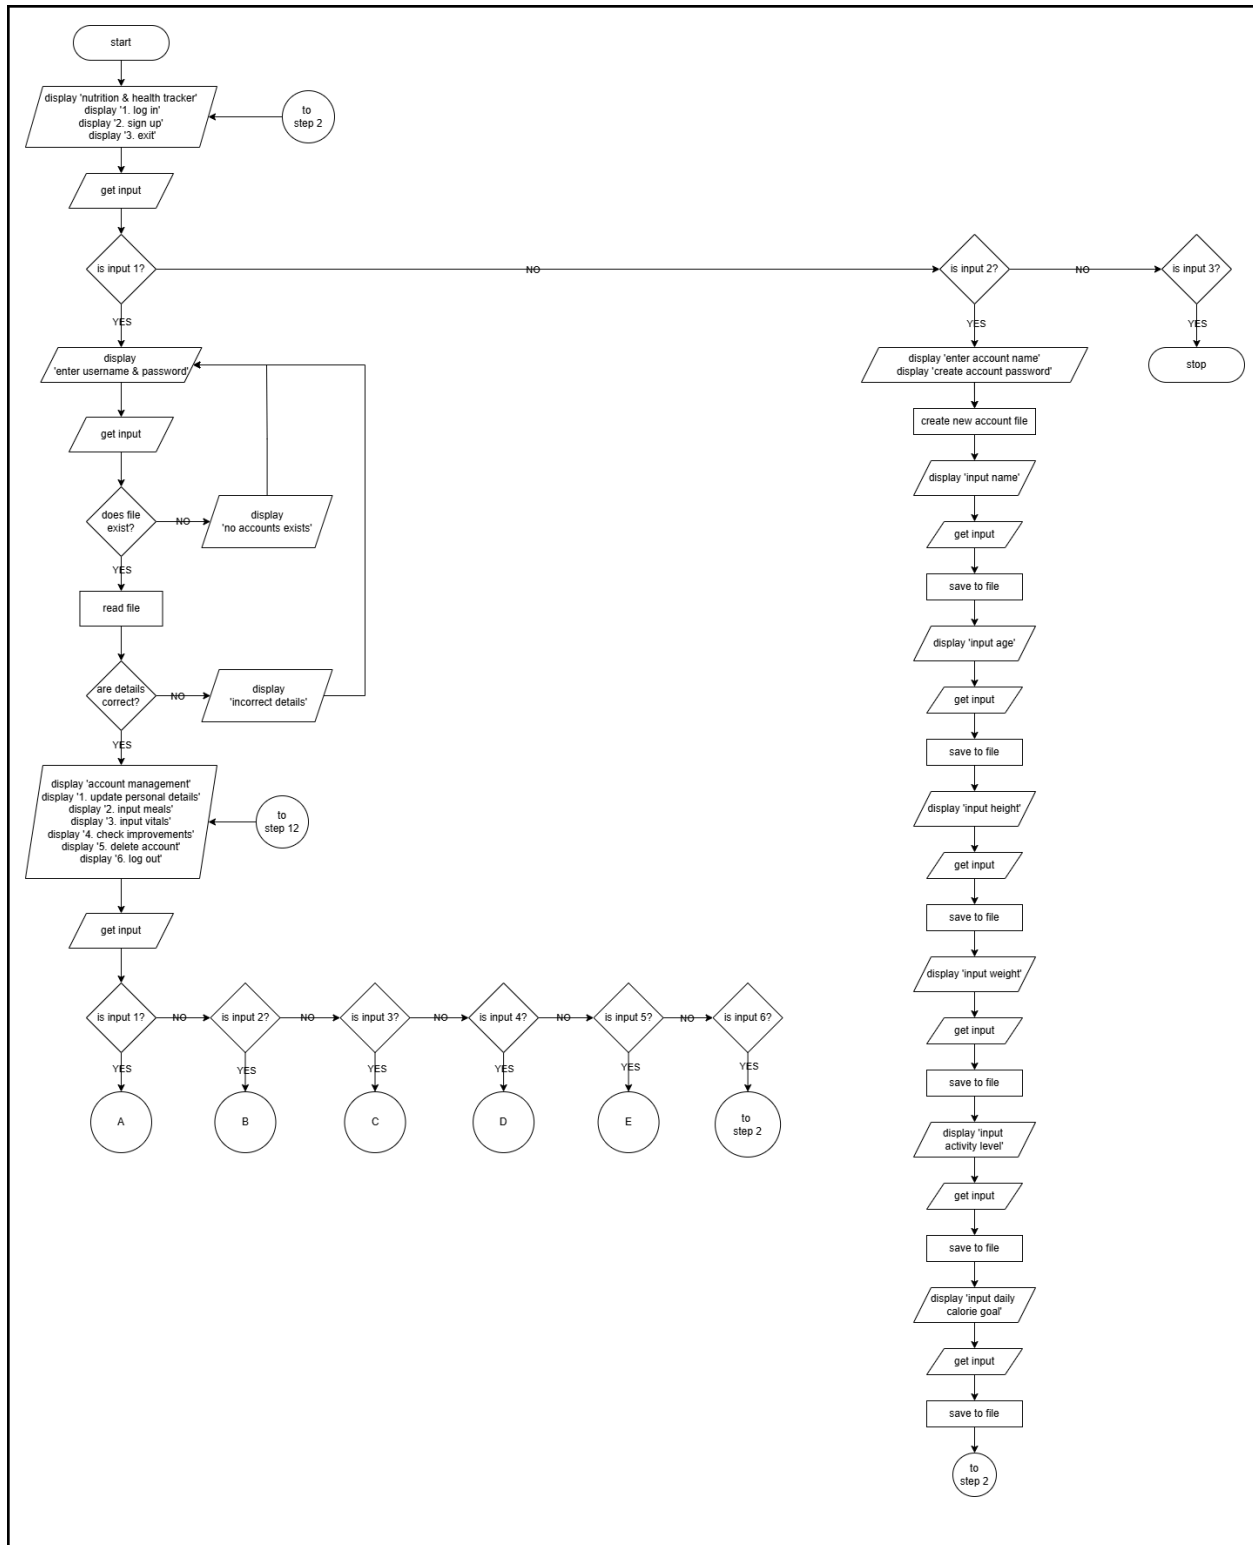 start
display 'nutrition & health tracker'
display '1. log in'
display '2. sign up'
display '3. exit'
to
step 2
get input
is input 1?
NO
is input 2?
NO
is input 3?
YES
YES
YES
display
'enter username & password'
display 'enter account name'
display 'create account password'
stop
get input
create new account file
display 'input name'
does file
exist?
NO
display
'no accounts exists'
get input
YES
save to file
read file
display 'input age'
are details
correct?
NO
display
'incorrect details'
get input
YES
save to file
display 'account management'
display '1. update personal details'
display '2. input meals'
display '3. input vitals'
display '4. check improvements'
display '5. delete account'
display '6. log out'
to
step 12
display 'input height'
get input
get input
save to file
display 'input weight'
is input 1?
NO
is input 2?
NO
is input 3?
NO
is input 4?
NO
is input 5?
NO
is input 6?
get input
YES
YES
YES
YES
YES
YES
save to file
A
B
C
D
E
to
step 2
display 'input
activity level'
get input
save to file
display 'input daily
calorie goal'
get input
save to file
to
step 2